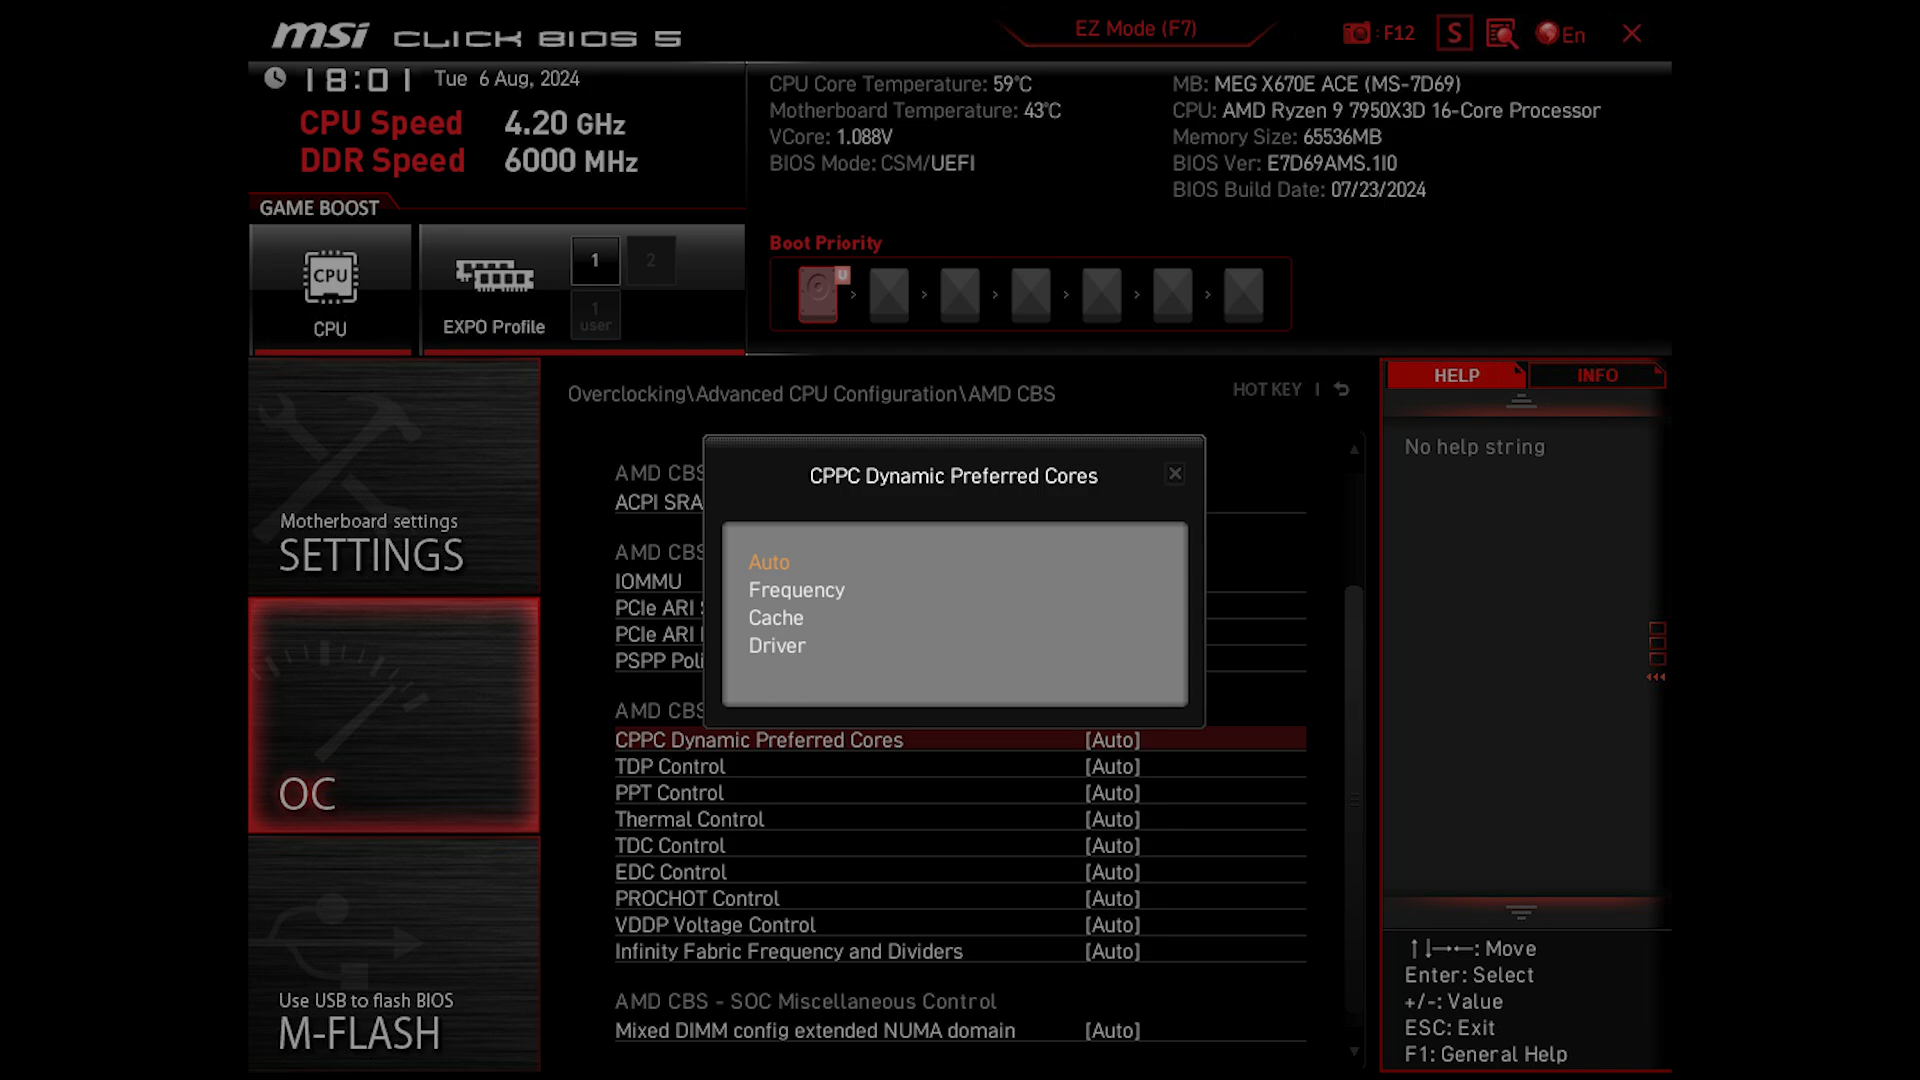 msi CLICK BIOS 5
EZ Mode (F7)
: F12
S
En
18:01 Tue 6 Aug, 2024
CPU Speed 4.20 GHz
DDR Speed 6000 MHz
CPU Core Temperature: 59°C
Motherboard Temperature: 43°C
VCore: 1.088V
BIOS Mode: CSM/UEFI
MB: MEG X670E ACE (MS-7D69)
CPU: AMD Ryzen 9 7950X3D 16-Core Processor
Memory Size: 65536MB
BIOS Ver: E7D69AMS.1I0
BIOS Build Date: 07/23/2024
GAME BOOST
CPU
CPU
EXPO Profile
1
2
1
user
Boot Priority
U
Motherboard settings
SETTINGS
OC
Use USB to flash BIOS
M-FLASH
Overclocking\Advanced CPU Configuration\AMD CBS
HOT KEY
AMD CBS
ACPI SRA
AMD CBS
IOMMU
PCIe ARI S
PCIe ARI
PSPP Poli
AMD CBS
CPPC Dynamic Preferred Cores
Auto
Frequency
Cache
Driver
CPPC Dynamic Preferred Cores [Auto]
TDP Control [Auto]
PPT Control [Auto]
Thermal Control [Auto]
TDC Control [Auto]
EDC Control [Auto]
PROCHOT Control [Auto]
VDDP Voltage Control [Auto]
Infinity Fabric Frequency and Dividers [Auto]
AMD CBS - SOC Miscellaneous Control
Mixed DIMM config extended NUMA domain [Auto]
HELP
INFO
No help string
↑↓→←: Move
Enter: Select
+/-: Value
ESC: Exit
F1: General Help